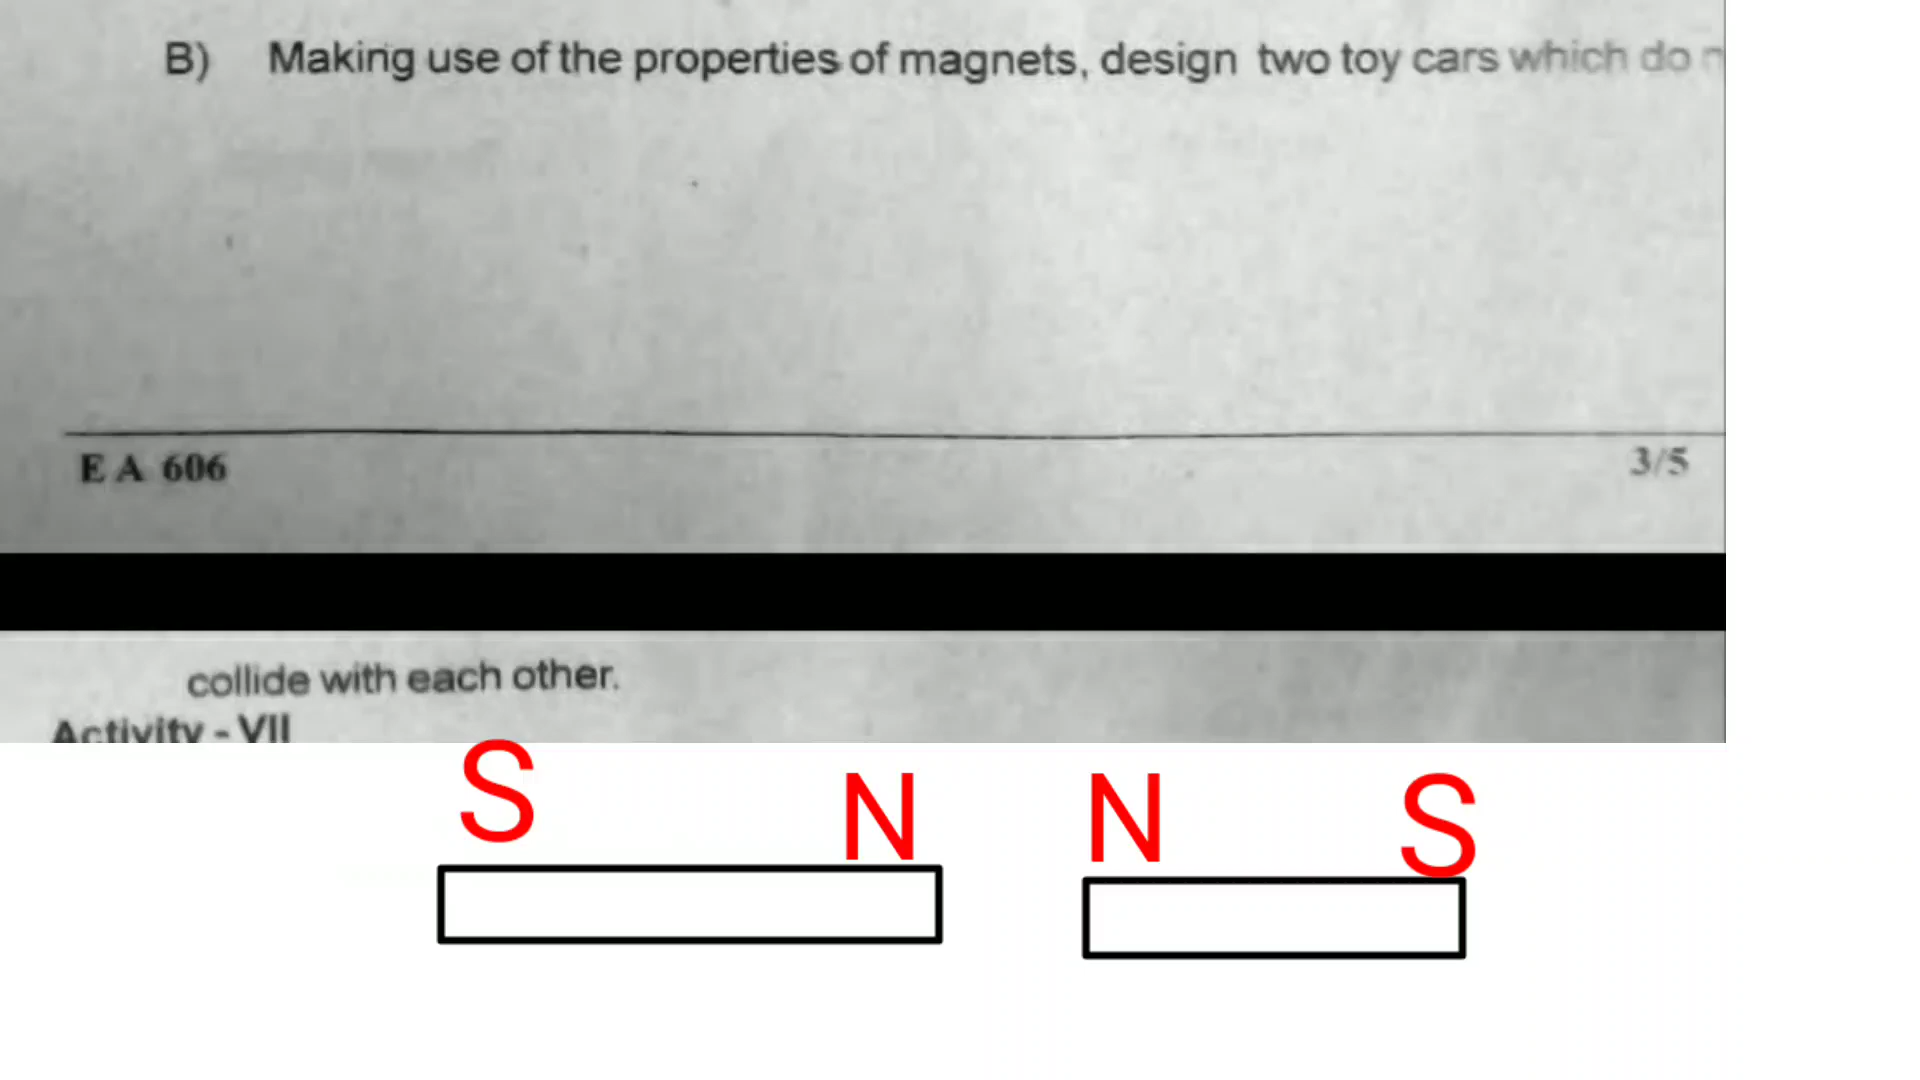 B) Making use of the properties of magnets, design two toy cars which do
E A 606 3/5
collide with each other.
Activity - VII
S N N S